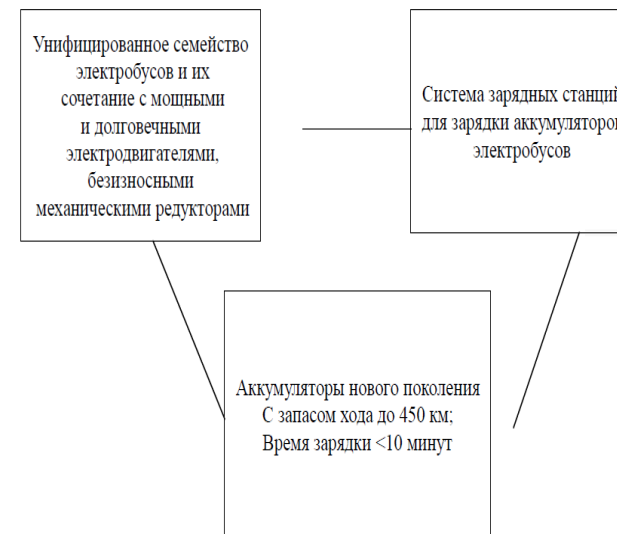 Унифицированное семейство
электробусов и их
сочетание с мощными
и долговечными
электродвигателями,
безизносными
механическими редукторами
Система зарядных станций
для зарядки аккумуляторов
электробусов
Аккумуляторы нового поколения
С запасом хода до 450 км;
Время зарядки <10 минут